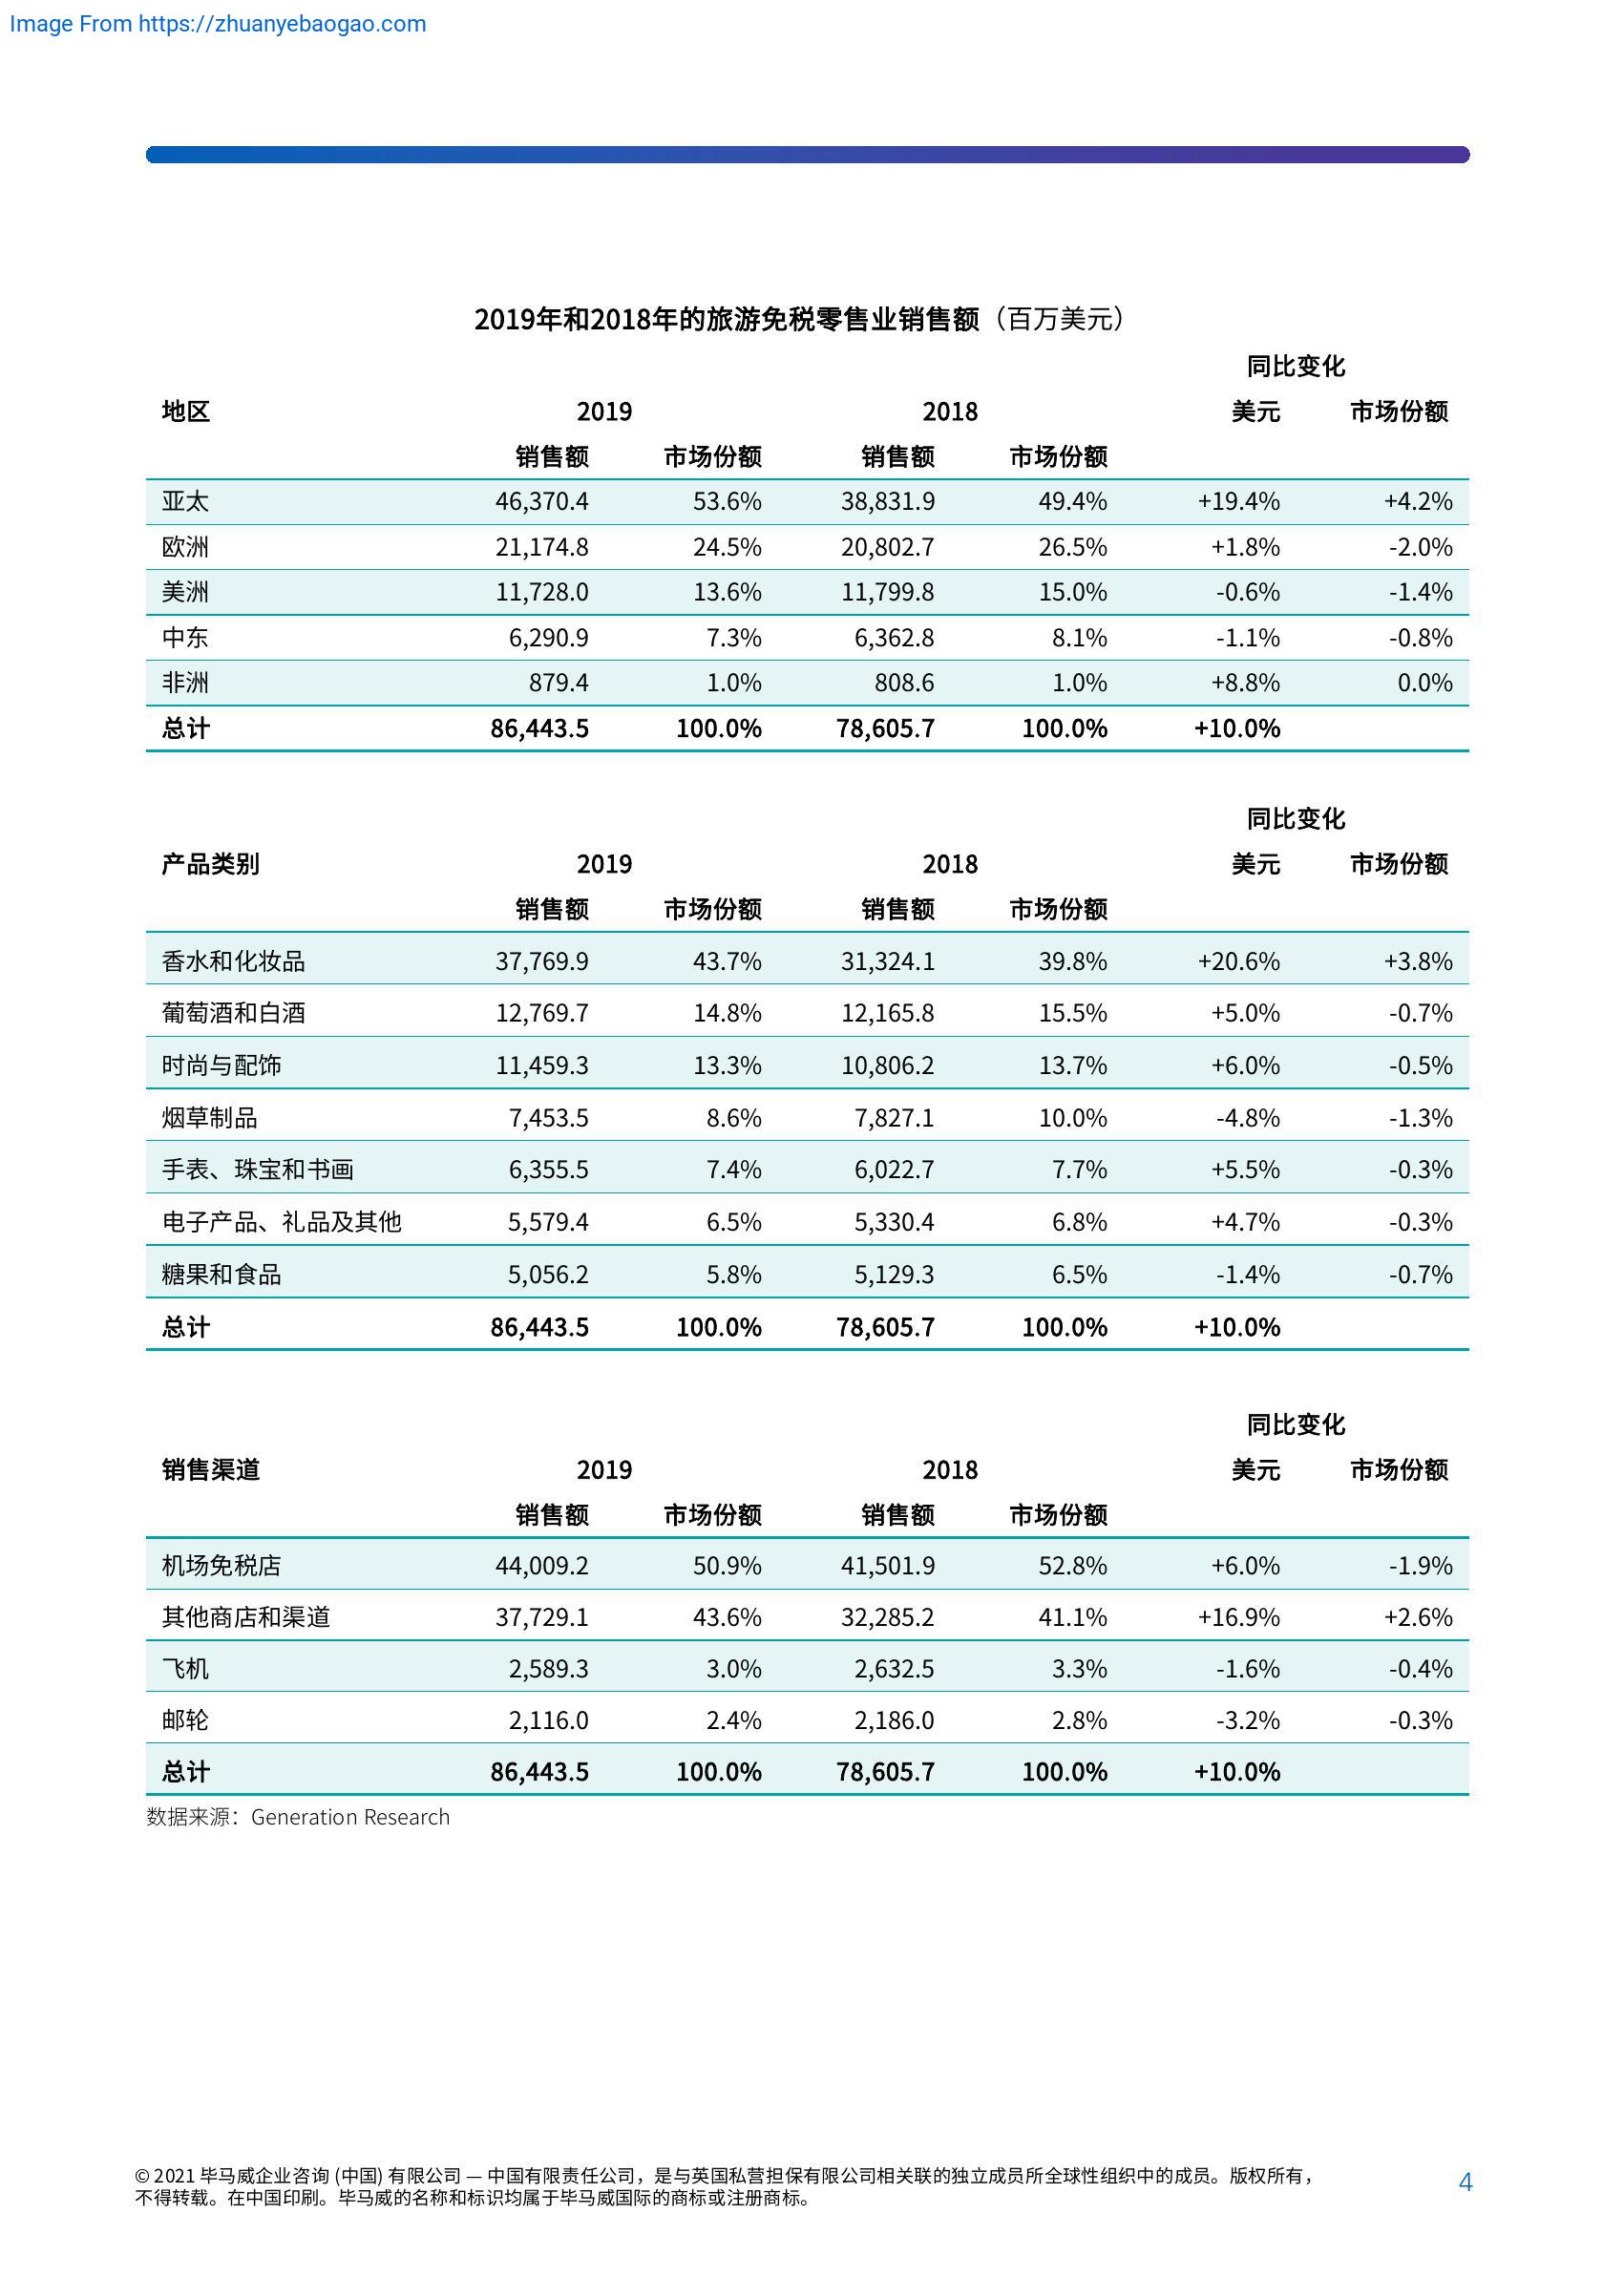 Image From https://zhuanyebaogao.com
2019年和2018年的旅游免税零售业销售额（百万美元）
同比变化
地区 2019 2018 美元 市场份额
销售额 市场份额 销售额 市场份额
亚太 46,370.4 53.6% 38,831.9 49.4% +19.4% +4.2%
欧洲 21,174.8 24.5% 20,802.7 26.5% +1.8% -2.0%
美洲 11,728.0 13.6% 11,799.8 15.0% -0.6% -1.4%
中东 6,290.9 7.3% 6,362.8 8.1% -1.1% -0.8%
非洲 879.4 1.0% 808.6 1.0% +8.8% 0.0%
总计 86,443.5 100.0% 78,605.7 100.0% +10.0%
同比变化
产品类别 2019 2018 美元 市场份额
销售额 市场份额 销售额 市场份额
香水和化妆品 37,769.9 43.7% 31,324.1 39.8% +20.6% +3.8%
葡萄酒和白酒 12,769.7 14.8% 12,165.8 15.5% +5.0% -0.7%
时尚与配饰 11,459.3 13.3% 10,806.2 13.7% +6.0% -0.5%
烟草制品 7,453.5 8.6% 7,827.1 10.0% -4.8% -1.3%
手表、珠宝和书画 6,355.5 7.4% 6,022.7 7.7% +5.5% -0.3%
电子产品、礼品及其他 5,579.4 6.5% 5,330.4 6.8% +4.7% -0.3%
糖果和食品 5,056.2 5.8% 5,129.3 6.5% -1.4% -0.7%
总计 86,443.5 100.0% 78,605.7 100.0% +10.0%
同比变化
销售渠道 2019 2018 美元 市场份额
销售额 市场份额 销售额 市场份额
机场免税店 44,009.2 50.9% 41,501.9 52.8% +6.0% -1.9%
其他商店和渠道 37,729.1 43.6% 32,285.2 41.1% +16.9% +2.6%
飞机 2,589.3 3.0% 2,632.5 3.3% -1.6% -0.4%
邮轮 2,116.0 2.4% 2,186.0 2.8% -3.2% -0.3%
总计 86,443.5 100.0% 78,605.7 100.0% +10.0%
数据来源：Generation Research
© 2021 毕马威企业咨询 (中国) 有限公司 — 中国有限责任公司，是与英国私营担保有限公司相关联的独立成员所全球性组织中的成员。版权所有，
不得转载。在中国印刷。毕马威的名称和标识均属于毕马威国际的商标或注册商标。
4